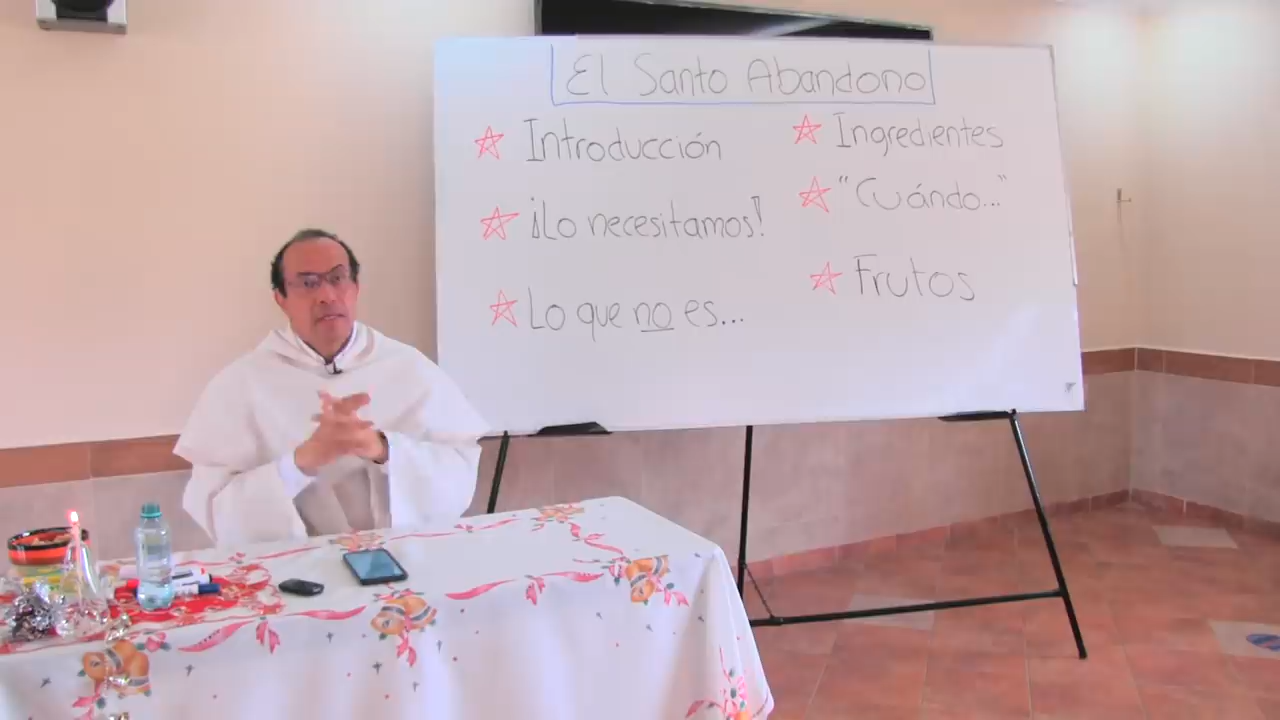 El Santo Abandono
Introducción
¡Lo necesitamos!
Lo que no es...
Ingredientes
"Cuándo..."
Frutos